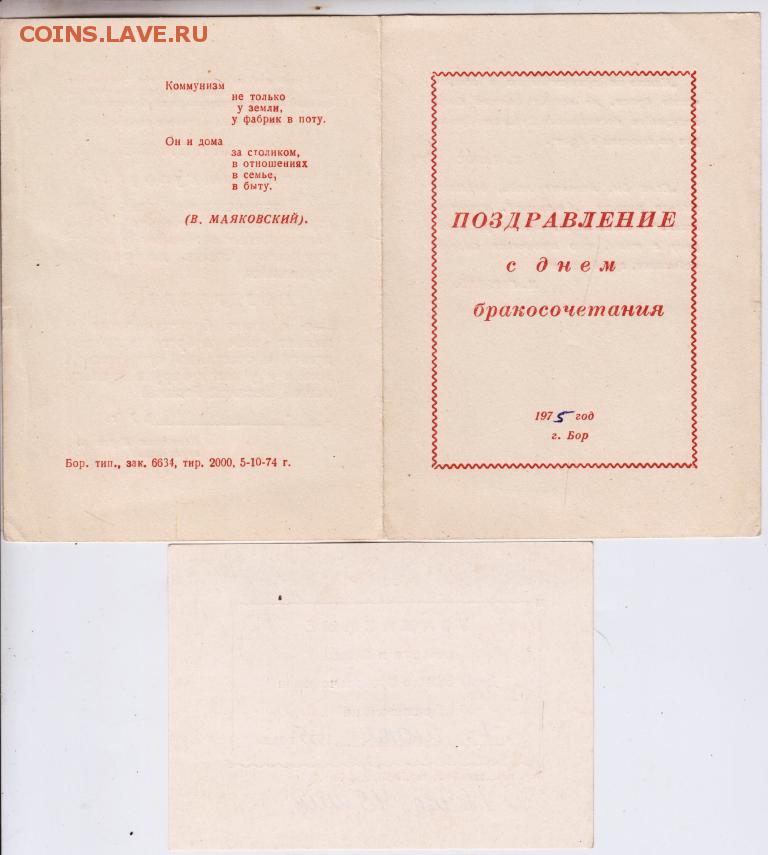 COINS.LAVE.RU
Коммунизм
не только
у земли,
у фабрик в поту.
Он и дома
за столиком,
в отношениях
в семье,
в быту.
(В. МАЯКОВСКИЙ).
Бор. тип., зак. 6634, тир. 2000, 5-10-74 г.
ПОЗДРАВЛЕНИЕ
с днем
бракосочетания
1975 год
г. Бор